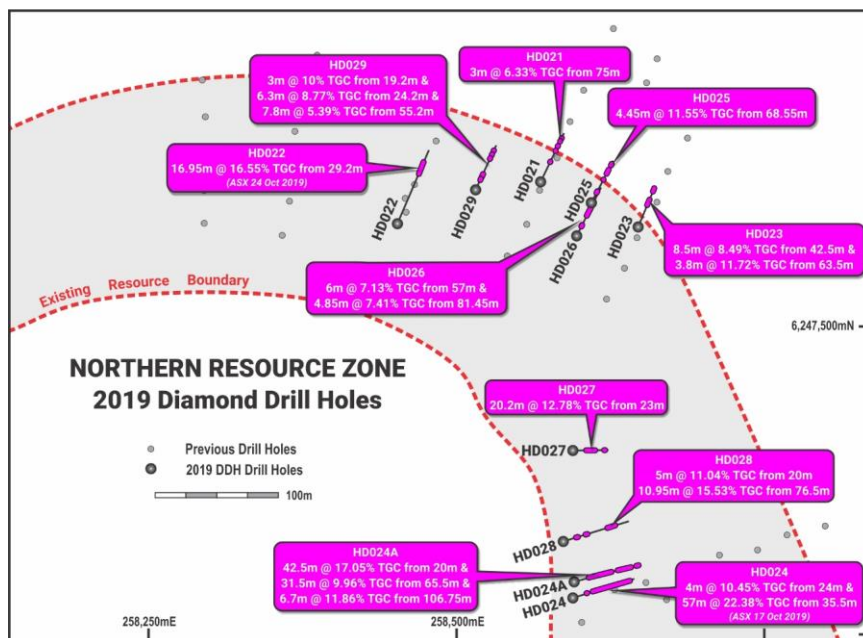 HD029
3m @ 10% TGC from 19.2m &
6.3m @ 8.77% TGC from 24.2m &
7.8m @ 5.39% TGC from 55.2m
HD021
3m @ 6.33% TGC from 75m
HD025
4.45m @ 11.55% TGC from 68.55m
HD022
16.95m @ 16.55% TGC from 29.2m
(ASX 24 Oct 2019)
HD022
HD029
HD021
HD025
HD026
HD023
HD023
8.5m @ 8.49% TGC from 42.5m &
3.8m @ 11.72% TGC from 63.5m
HD026
6m @ 7.13% TGC from 57m &
4.85m @ 7.41% TGC from 81.45m
Existing Resource Boundary
6,247,500mN
NORTHERN RESOURCE ZONE
2019 Diamond Drill Holes
HD027
20.2m @ 12.78% TGC from 23m
Previous Drill Holes
2019 DDH Drill Holes
100m
HD027
HD028
5m @ 11.04% TGC from 20m
10.95m @ 15.53% TGC from 76.5m
HD028
HD024A
42.5m @ 17.05% TGC from 20m &
31.5m @ 9.96% TGC from 65.5m &
6.7m @ 11.86% TGC from 106.75m
HD024A
HD024
HD024
4m @ 10.45% TGC from 24m &
57m @ 22.38% TGC from 35.5m
(ASX 17 Oct 2019)
258,250mE
258,500mE